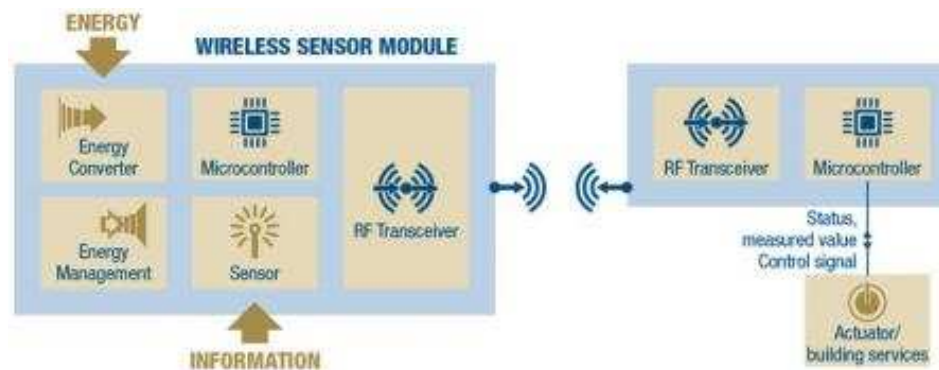 ENERGY
WIRELESS SENSOR MODULE
Energy
Converter
Microcontroller
RF Transceiver
Energy
Management
Sensor
INFORMATION
RF Transceiver
Microcontroller
Status,
measured value
Control signal
Actuator/
building services